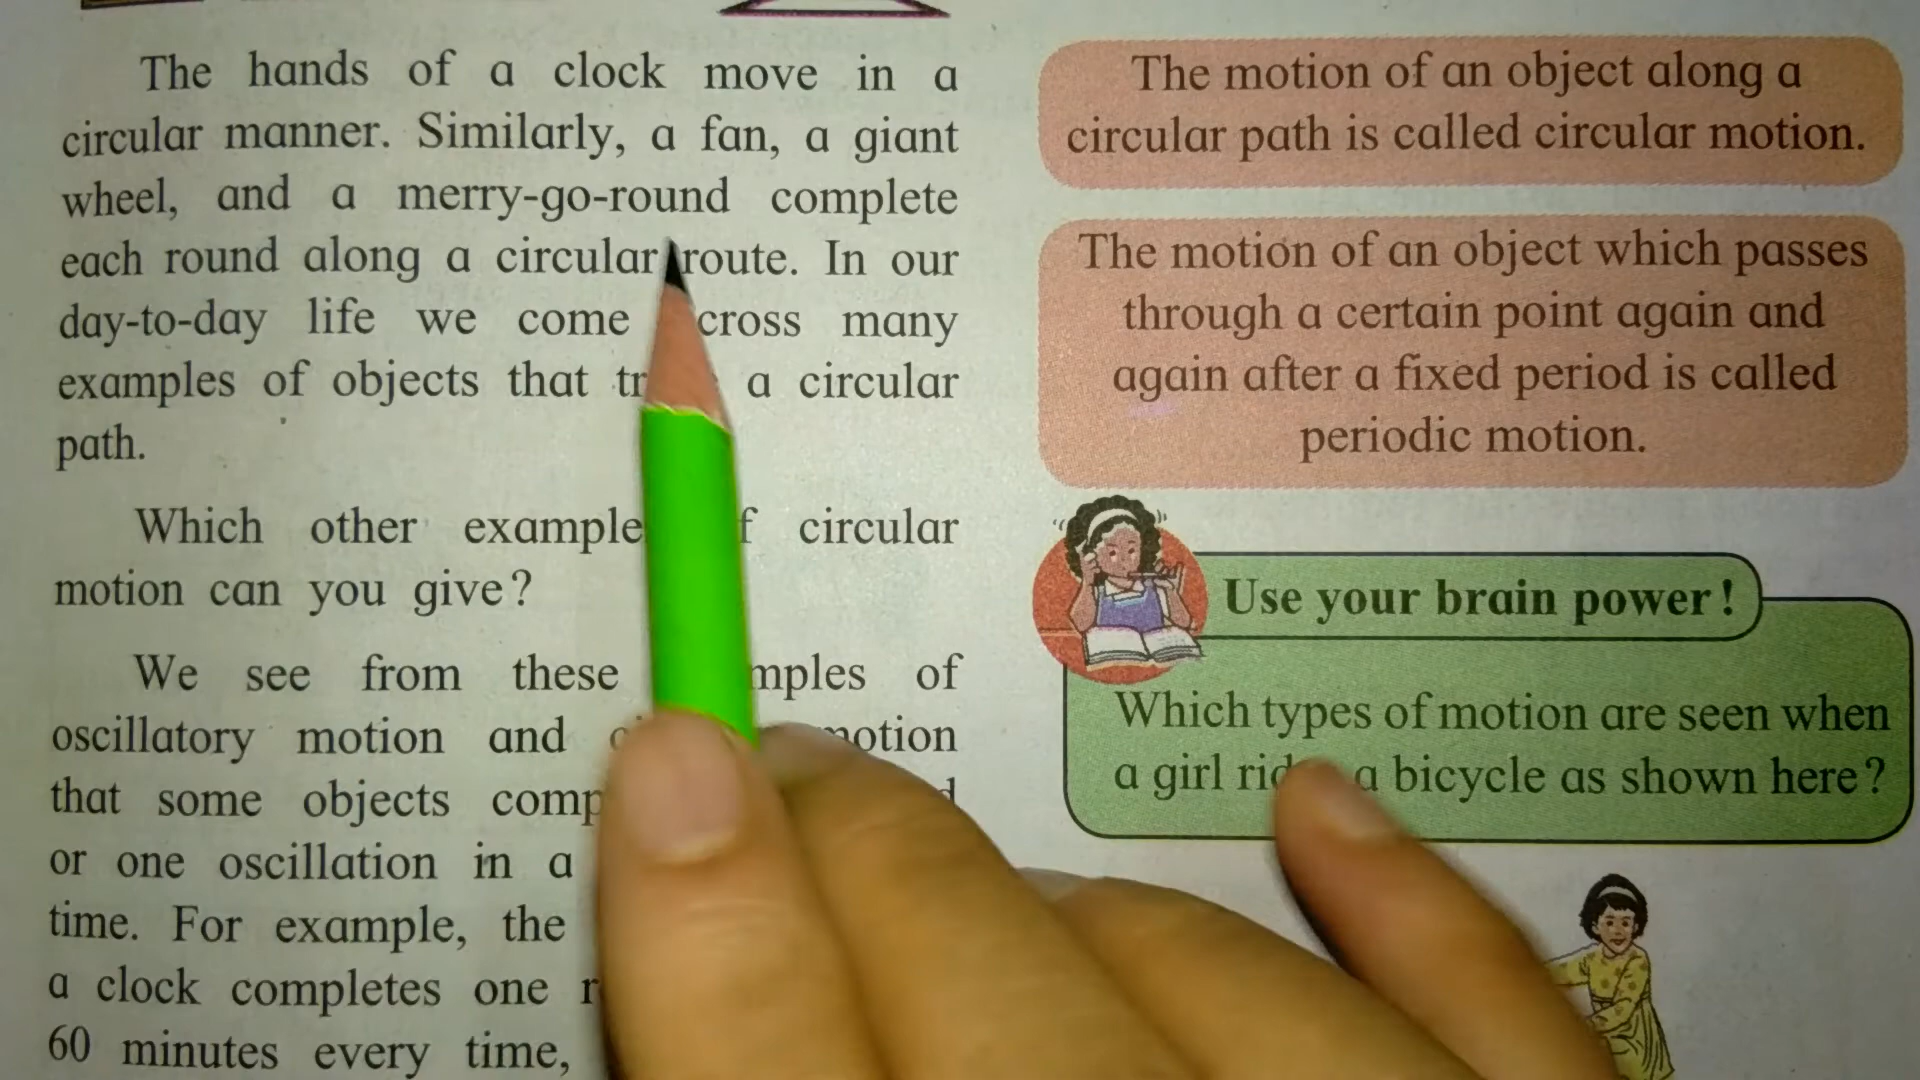 The hands of a clock move in a
circular manner. Similarly, a fan, a giant
wheel, and a merry-go-round complete
each round along a circular route. In our
day-to-day life we come cross many
examples of objects that a circular
path.
Which other example circular
motion can you give?
We see from these mples of
oscillatory motion and motion
that some objects comp
or one oscillation in a
time. For example, the
a clock completes one
60 minutes every time,
The motion of an object along a
circular path is called circular motion.
The motion of an object which passes
through a certain point again and
again after a fixed period is called
periodic motion.
Use your brain power!
Which types of motion are seen when
a girl a bicycle as shown here?